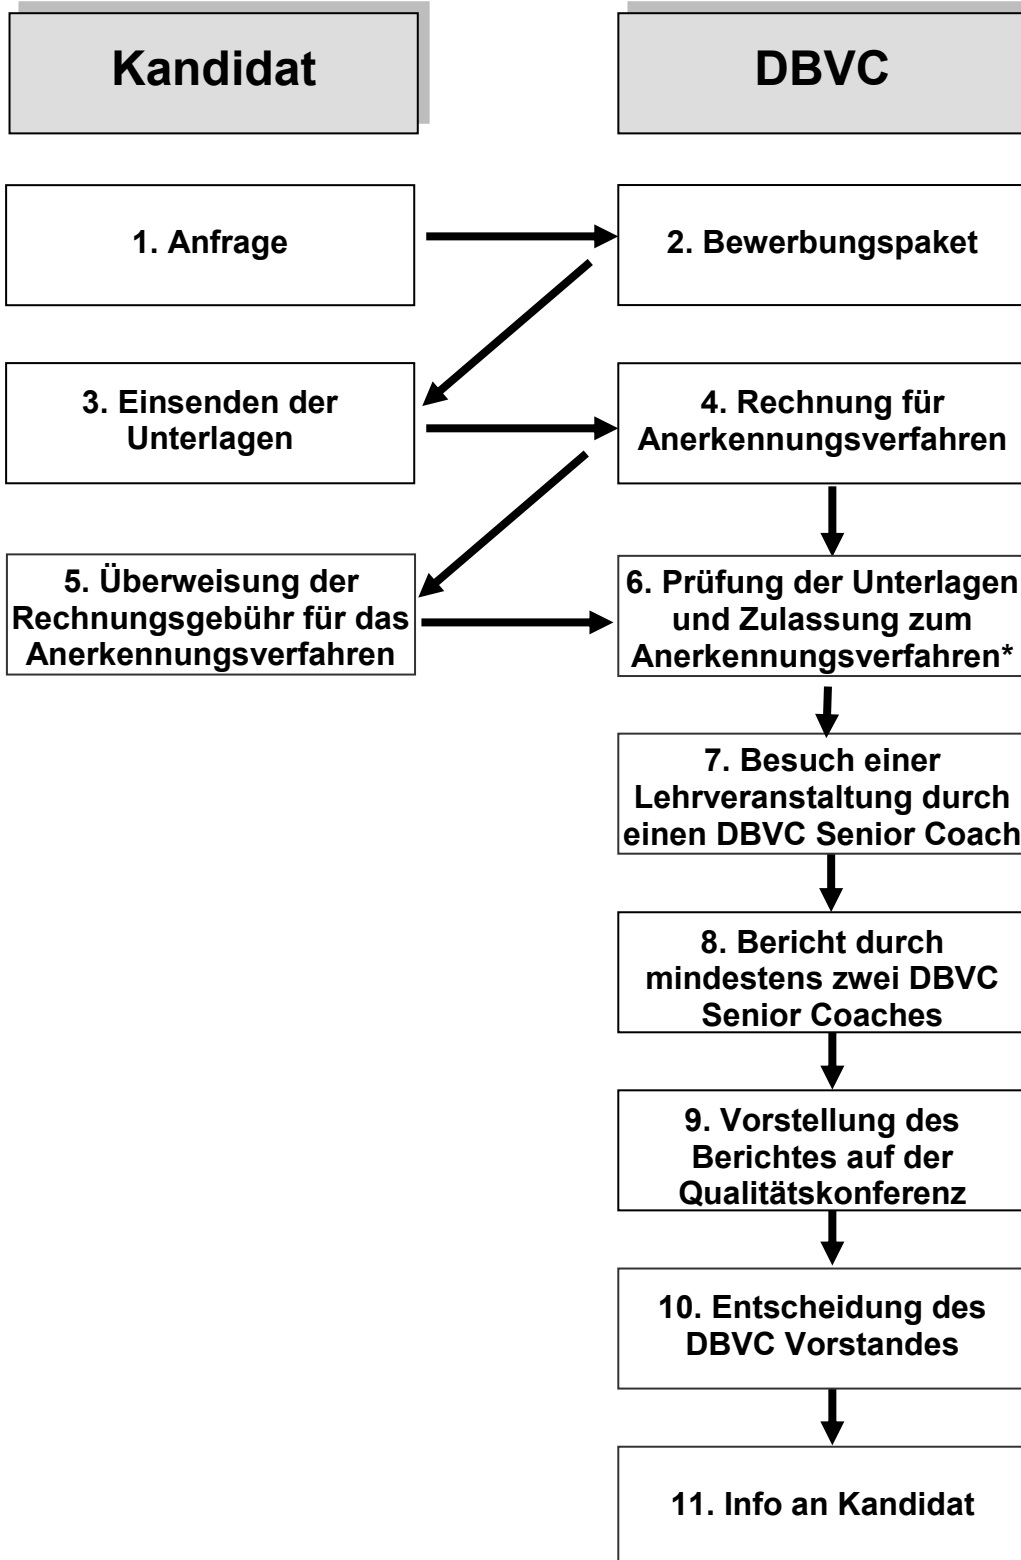 Kandidat
DBVC
1. Anfrage
2. Bewerbungspaket
3. Einsenden der
Unterlagen
4. Rechnung für
Anerkennungsverfahren
5. Überweisung der
Rechnungsgebühr für das
Anerkennungsverfahren
6. Prüfung der Unterlagen
und Zulassung zum
Anerkennungsverfahren*
7. Besuch einer
Lehrveranstaltung durch
einen DBVC Senior Coach
8. Bericht durch
mindestens zwei DBVC
Senior Coaches
9. Vorstellung des
Berichtes auf der
Qualitätskonferenz
10. Entscheidung des
DBVC Vorstandes
11. Info an Kandidat